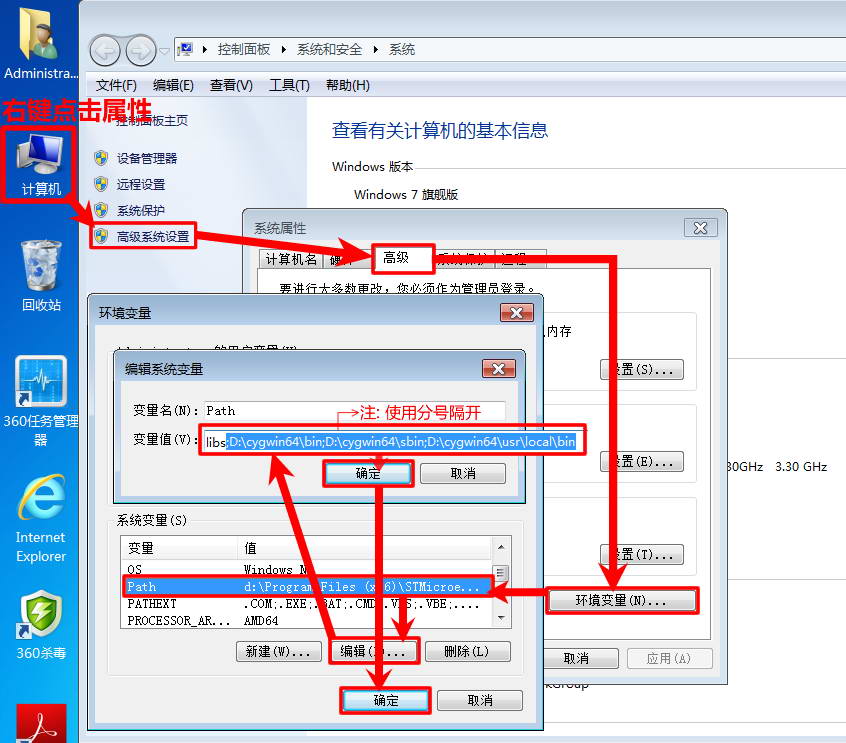 Administra...
右键点击属性
计算机
回收站
360任务管理
器
Internet
Explorer
360杀毒
控制面板
系统和安全
系统
文件(F)
编辑(E)
查看(V)
工具(T)
帮助(H)
控制面板主页
设备管理器
远程设置
系统保护
高级系统设置
查看有关计算机的基本信息
Windows 版本
Windows 7 旗舰版
系统属性
计算机名
高级
系统保护
远程
要进行大多数更改，您必须作为管理员登录。
内存
设置(S)...
设置(E)...
30GHz 3.30 GHz
设置(T)...
环境变量(N)...
取消
应用(A)
环境变量
编辑系统变量
变量名(N):
Path
注: 使用分号隔开
变量值(V):
libs;D:\cygwin64\bin;D:\cygwin64\sbin;D:\cygwin64\usr\local\bin
确定
取消
系统变量(S)
变量
值
OS
Path
d:\Program Files (x86)\STMicroe...
PATHEXT
.COM;.EXE;.BAT;.CMD;.VBS;.VBE;....
PROCESSOR_AR...
AMD64
新建(W)...
删除(L)
确定
取消